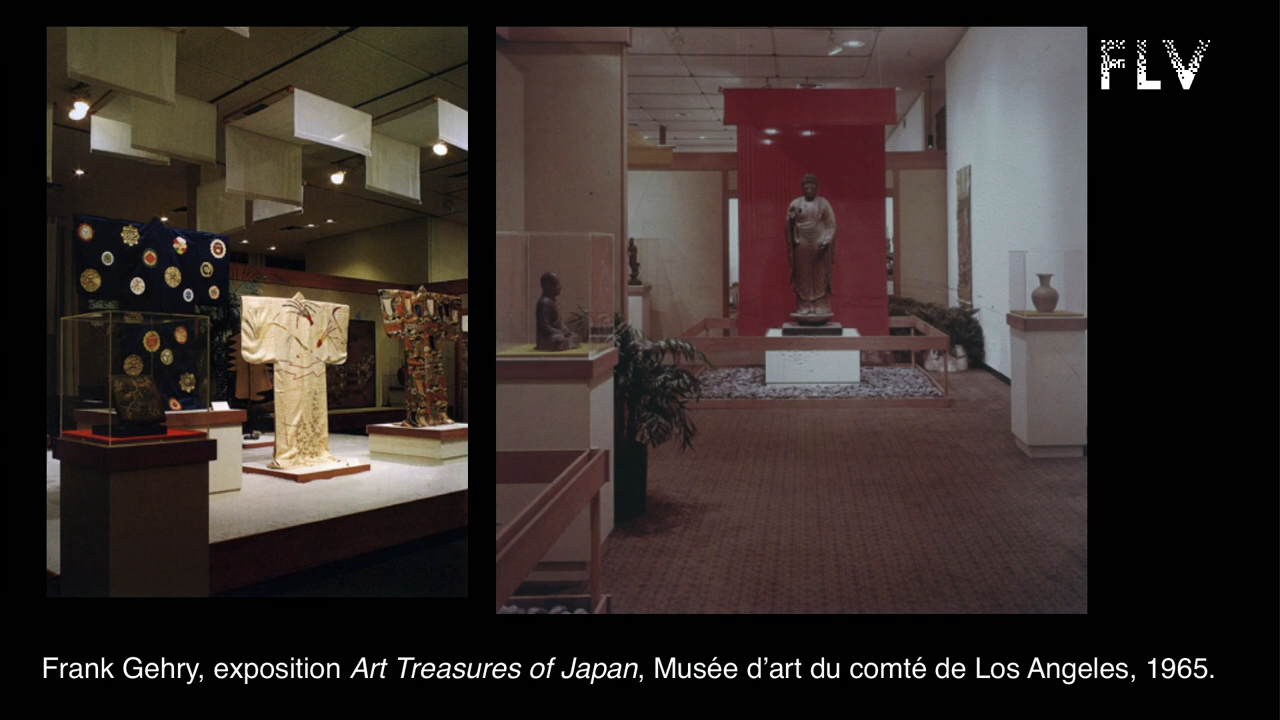 FLV
Frank Gehry, exposition Art Treasures of Japan, Musée d’art du comté de Los Angeles, 1965.